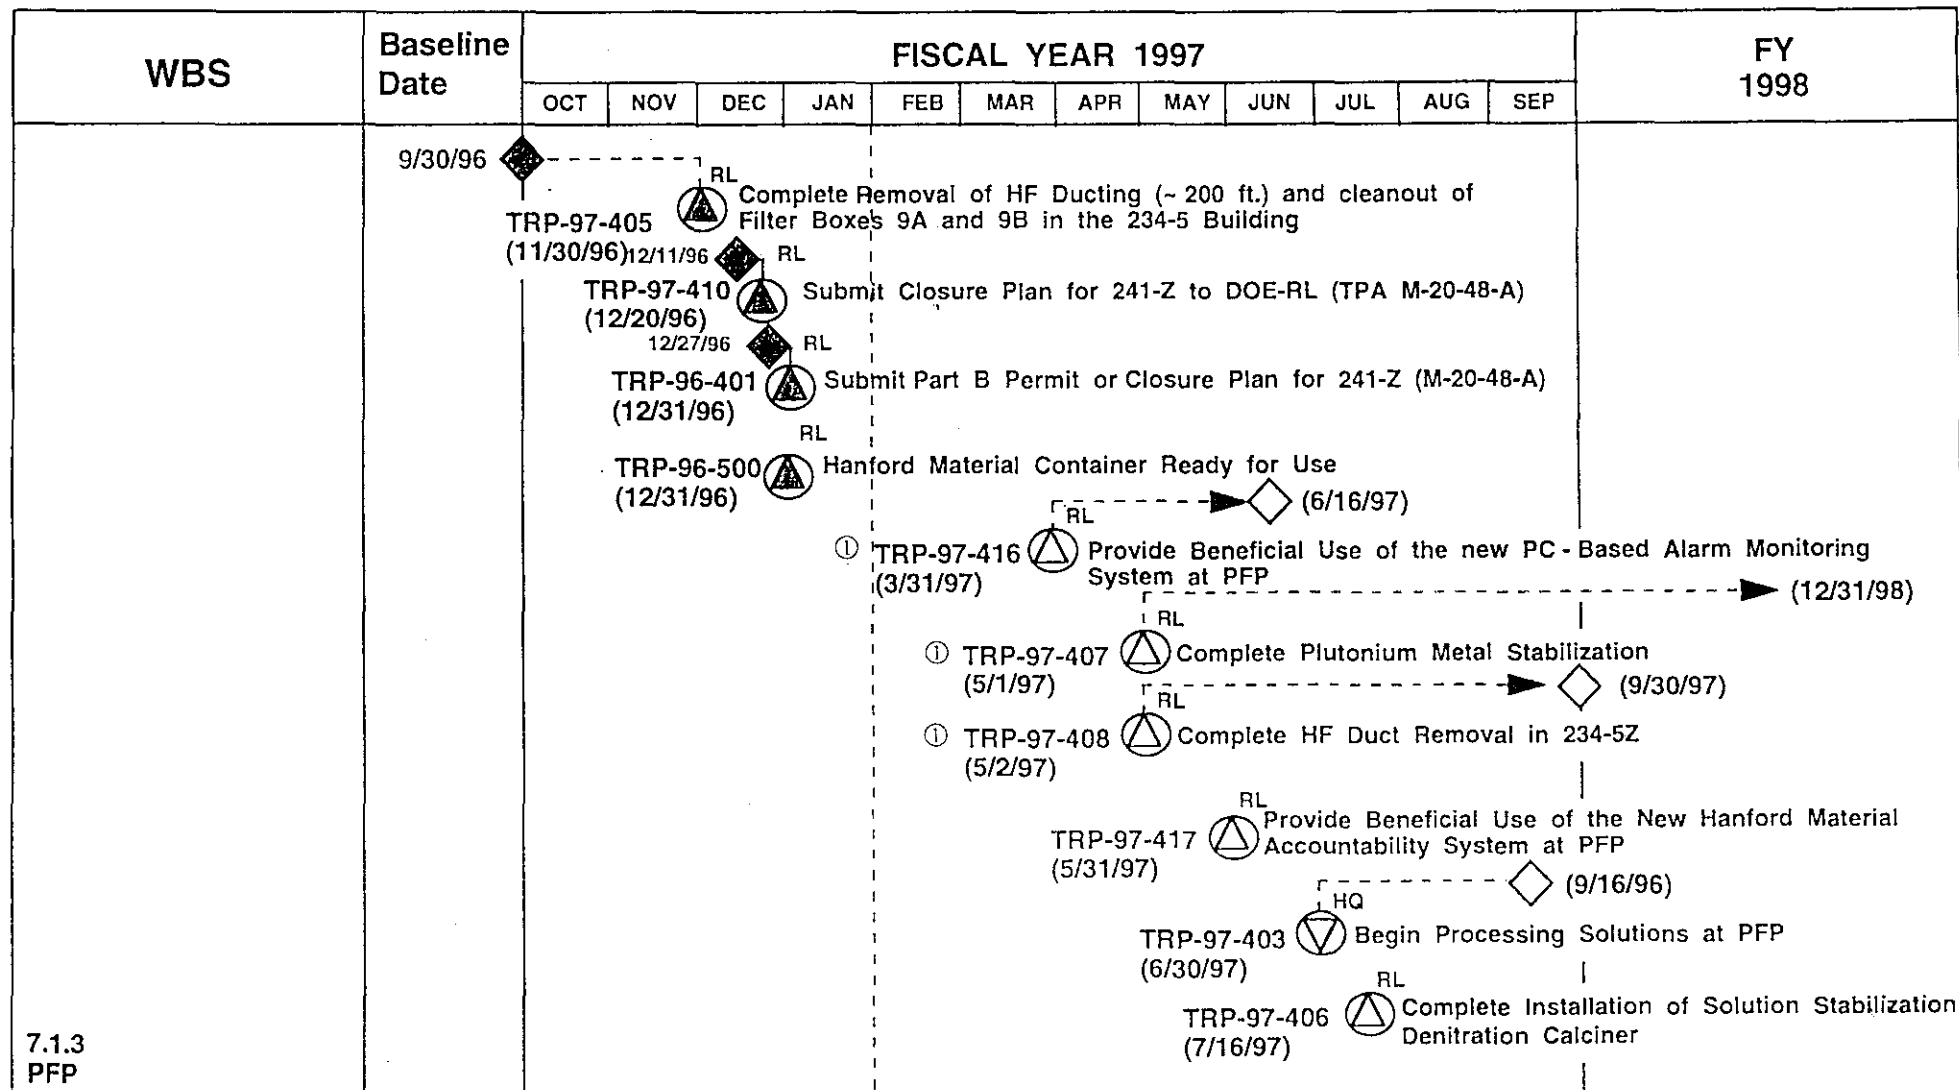 WBS
Baseline
Date
FISCAL YEAR 1997
FY
1998
OCT NOV DEC JAN FEB MAR APR MAY JUN JUL AUG SEP
9/30/96
RL
Complete Removal of HF Ducting (~ 200 ft.) and cleanout of
Filter Boxes 9A and 9B in the 234-5 Building
TRP-97-405
(11/30/96)
12/11/96
RL
TRP-97-410
Submit Closure Plan for 241-Z to DOE-RL (TPA M-20-48-A)
(12/20/96)
12/27/96
RL
TRP-96-401
Submit Part B Permit or Closure Plan for 241-Z (M-20-48-A)
(12/31/96)
RL
TRP-96-500
Hanford Material Container Ready for Use
(12/31/96)
(6/16/97)
RL
① TRP-97-416
Provide Beneficial Use of the new PC - Based Alarm Monitoring
System at PFP
(3/31/97)
(12/31/98)
RL
① TRP-97-407
Complete Plutonium Metal Stabilization
(5/1/97)
(9/30/97)
RL
① TRP-97-408
Complete HF Duct Removal in 234-5Z
(5/2/97)
RL
Provide Beneficial Use of the New Hanford Material
Accountability System at PFP
TRP-97-417
(5/31/97)
(9/16/96)
HQ
TRP-97-403
Begin Processing Solutions at PFP
(6/30/97)
RL
TRP-97-406
Complete Installation of Solution Stabilization
Denitration Calciner
(7/16/97)
7.1.3
PFP